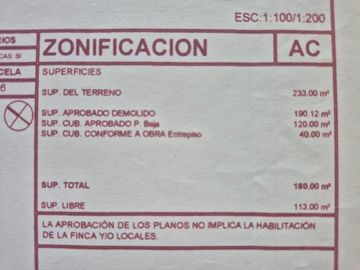 ESC:1:100/1:200
RIOS
CAS SI
CELA
6
ZONIFICACION
AC
SUPERFICIES
SUP. DEL TERRENO 233.00 m²
SUP. APROBADO DEMOLIDO 190.12 m²
SUP. CUB. APROBADO P. Baja 120.00 m²
SUP. CUB. CONFORME A OBRA Entrepiso 40.00 m²
SUP. TOTAL 160.00 m²
SUP. LIBRE 113.00 m²
LA APROBACIÓN DE LOS PLANOS NO IMPLICA LA HABILITACIÓN
DE LA FINCA Y/O LOCALES.